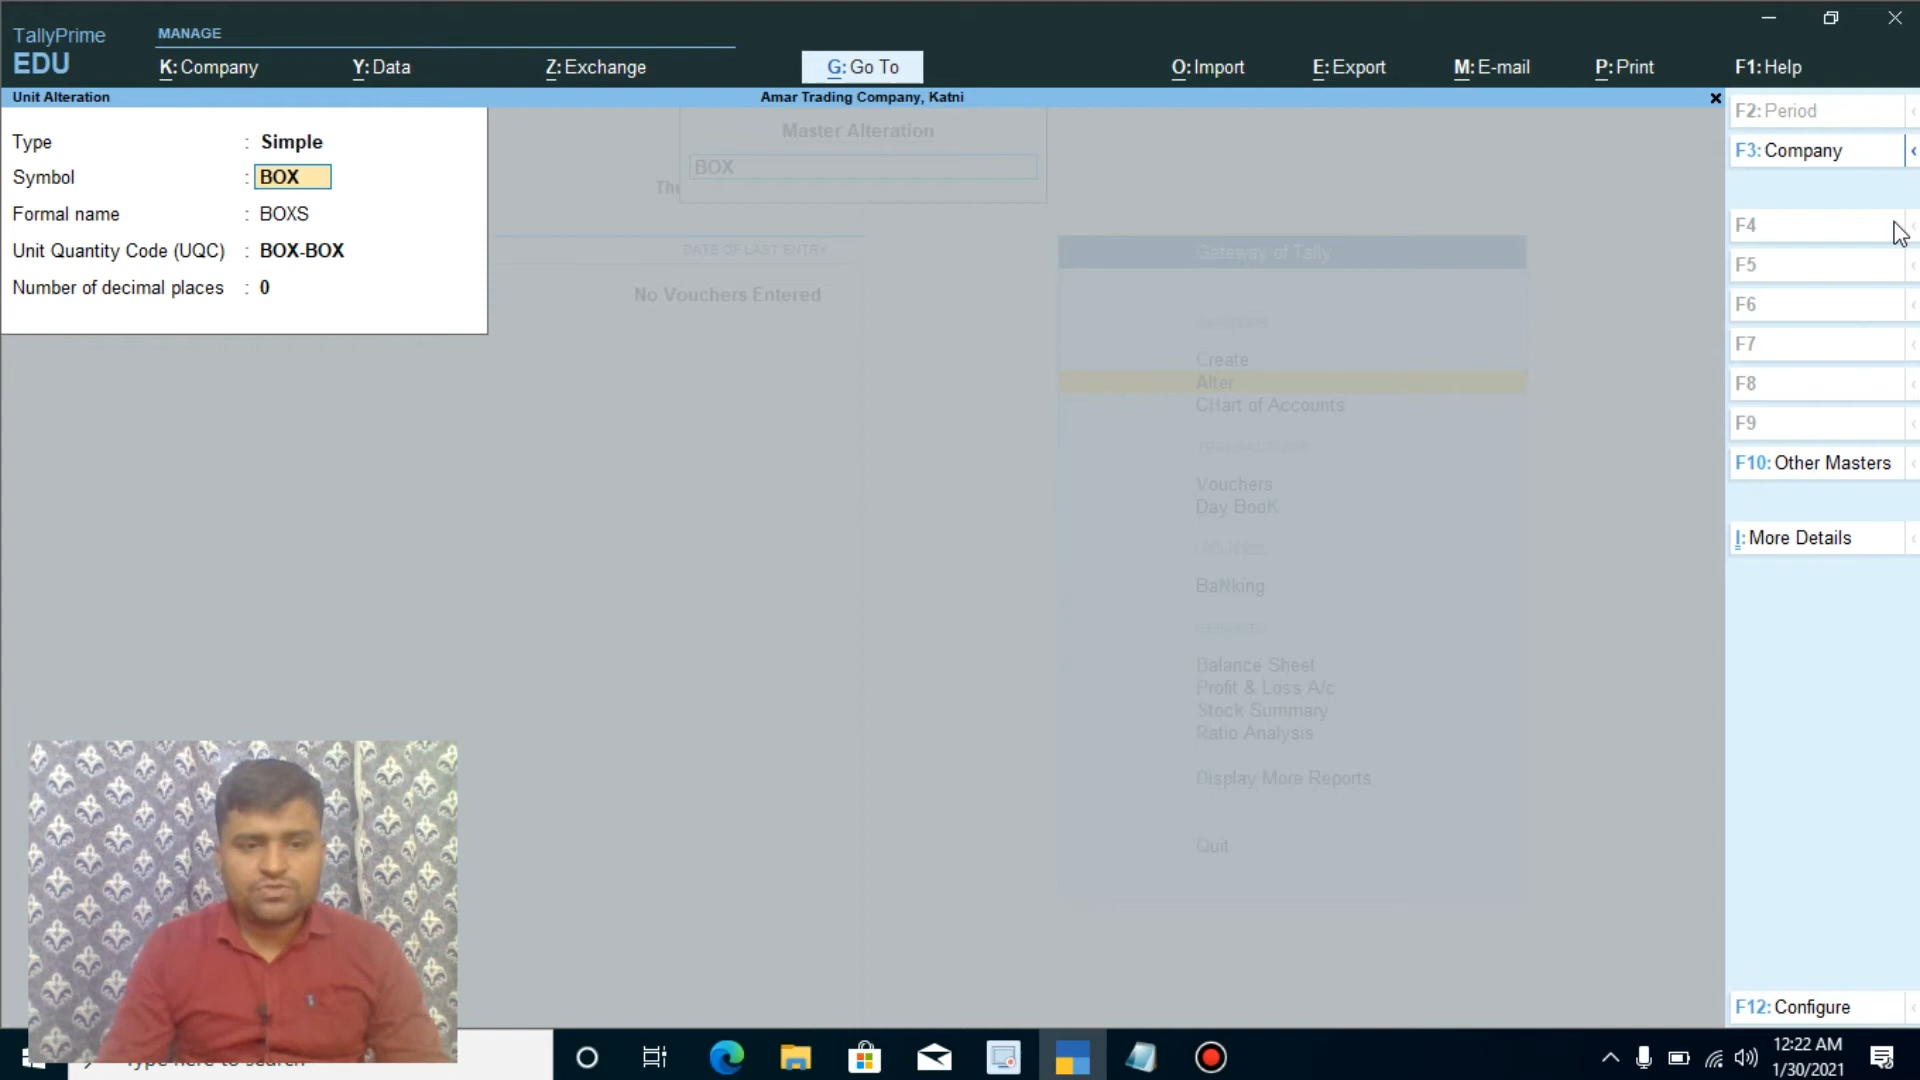 TallyPrime
EDU
MANAGE
K: Company
Y: Data
Z: Exchange
G: Go To
O: Import
E: Export
M: E-mail
P: Print
F1: Help
Unit Alteration
Amar Trading Company, Katni
Type : Simple
Symbol : BOX
Formal name : BOXS
Unit Quantity Code (UQC) : BOX-BOX
Number of decimal places : 0
Master Alteration
BOX
DATE OF LAST ENTRY
No Vouchers Entered
Gateway of Tally
Create
Alter
CHart of Accounts
Vouchers
Day BooK
BaNking
Balance Sheet
Profit & Loss A/c
Stock Summary
Ratio Analysis
Display More Reports
Quit
F2: Period
F3: Company
F4
F5
F6
F7
F8
F9
F10: Other Masters
I: More Details
F12: Configure
12:22 AM
1/30/2021